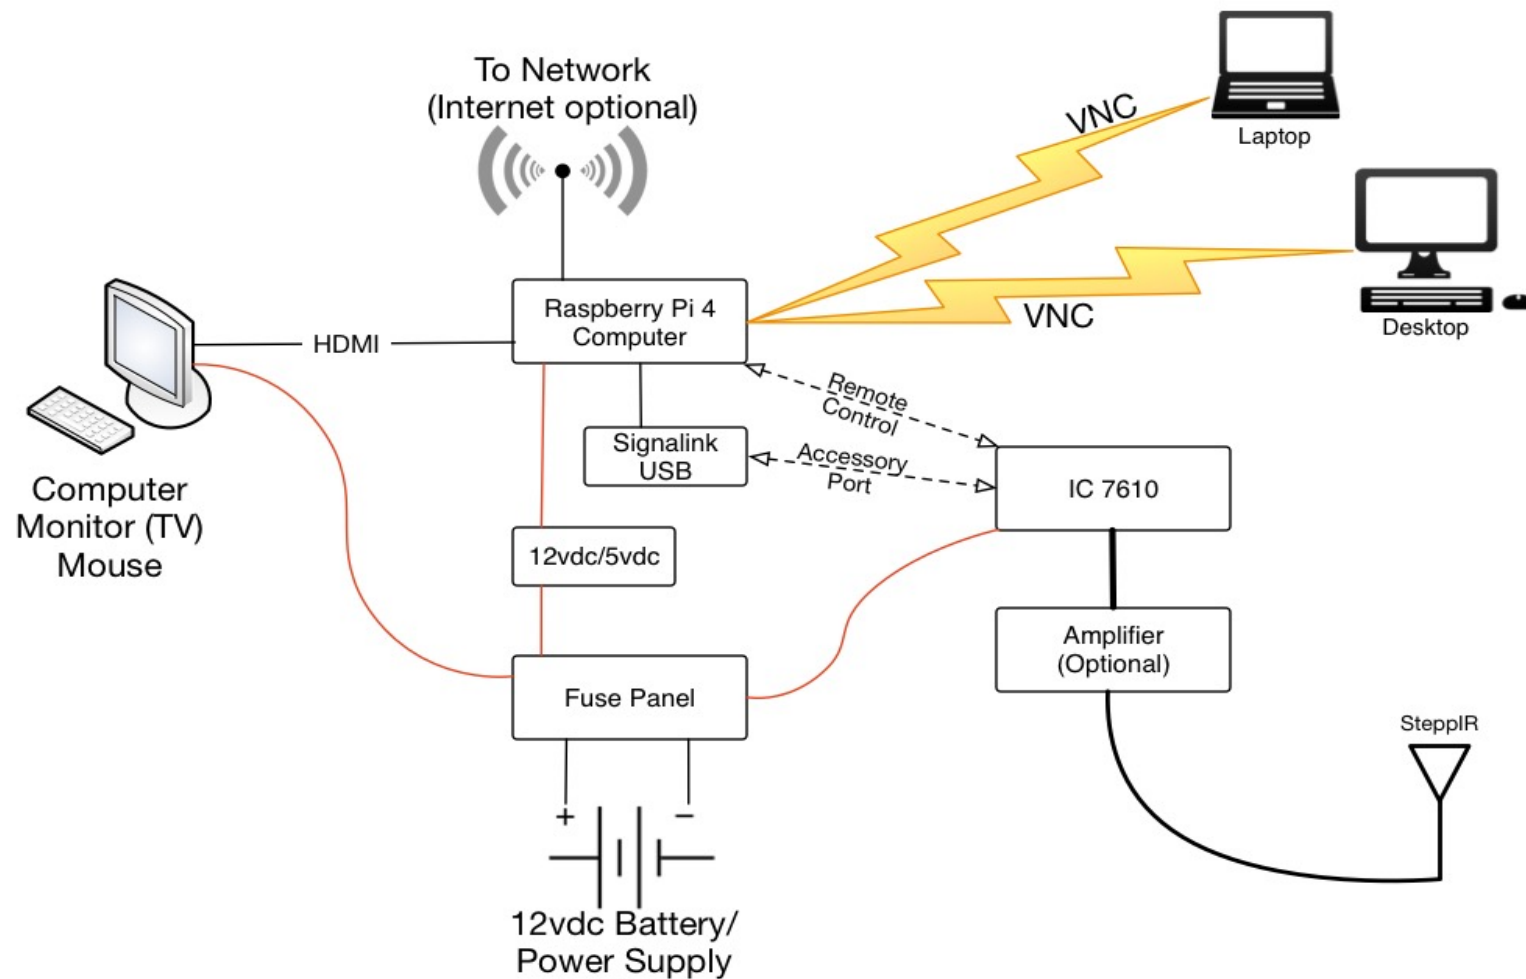 To Network
(Internet optional)
VNC
Laptop
Raspberry Pi 4
Computer
HDMI
VNC
Desktop
Remote
Control
Signalink
USB
Accessory
Port
IC 7610
Computer
Monitor (TV)
Mouse
12vdc/5vdc
Amplifier
(Optional)
Fuse Panel
SteppIR
+
−
12vdc Battery/
Power Supply